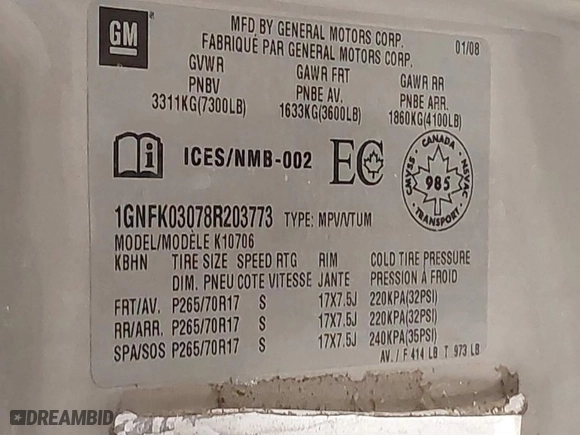 GM
MFD BY GENERAL MOTORS CORP.
FABRIQUÉ PAR GENERAL MOTORS CORP.
01/08
GVWR GAWR FRT GAWR RR
PNBV PNBE AV. PNBE ARR.
3311KG(7300LB) 1633KG(3600LB) 1860KG(4100LB)
ICES/NMB-002 EC
CANADA
CMVSS NSVAC
985
TRANSPORT
1GNFK03078R203773 TYPE: MPV/VTUM
MODEL/MODÈLE K10706
KBHN TIRE SIZE SPEED RTG RIM COLD TIRE PRESSURE
DIM. PNEU COTE VITESSE JANTE PRESSION À FROID
FRT/AV. P265/70R17 S 17X7.5J 220KPA(32PSI)
RR/ARR. P265/70R17 S 17X7.5J 220KPA(32PSI)
SPA/SOS P265/70R17 S 17X7.5J 240KPA(35PSI)
AV./ F 414 LB T 973 LB
DREAMBID